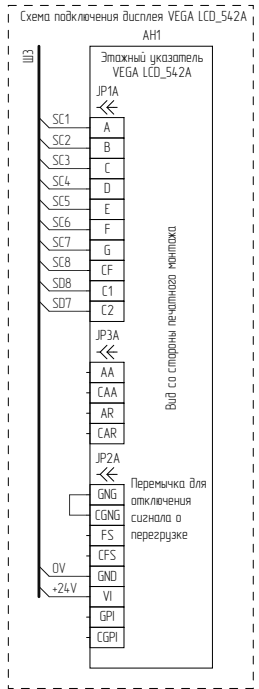 Схема подключения дисплея VEGA LCD_542A
ШЗ
АН1
Этажный указатель
VEGA LCD_542A
JP1A
SC1 A
SC2 B
SC3 C
SC4 D
SC5 E
SC6 F
SC7 G
SC8 CF
SD8 C1
SD7 C2
Вид со стороны печатного монтажа
JP3A
AA
CAA
AR
CAR
JP2A
GNG
CGNG
FS
CFS
0V GND
+24V VI
GPI
CGPI
Перемычка для
отключения
сигнала о
перегрузке